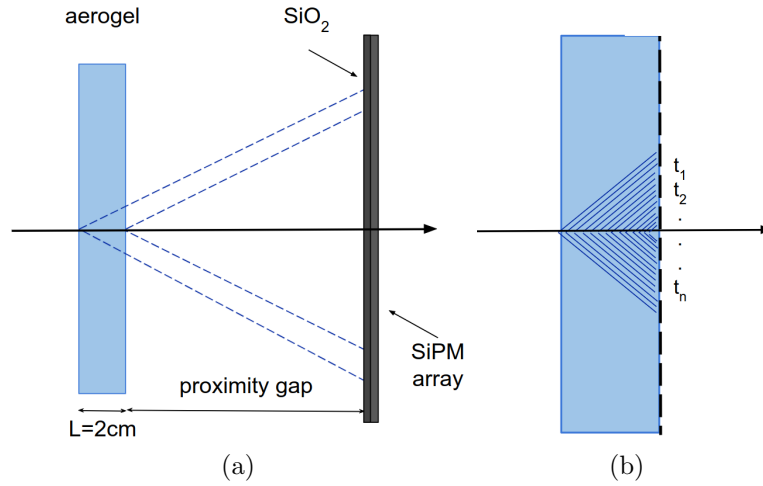 aerogel
SiO2
SiPM
array
proximity gap
L=2cm
(a)
t1
t2
.
.
.
tn
(b)